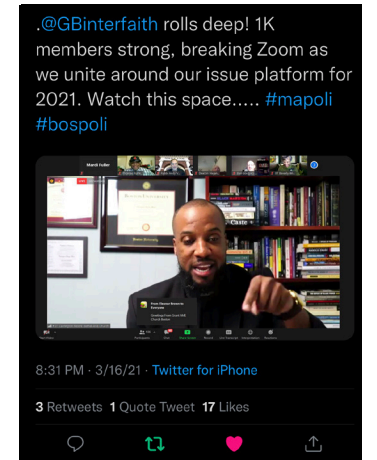 .@GBinterfaith rolls deep! 1K
members strong, breaking Zoom as
we unite around our issue platform for
2021. Watch this space..... #mapoli
#bospoli
Mardi Fuller
Caste
8:31 PM · 3/16/21 · Twitter for iPhone
3 Retweets 1 Quote Tweet 17 Likes